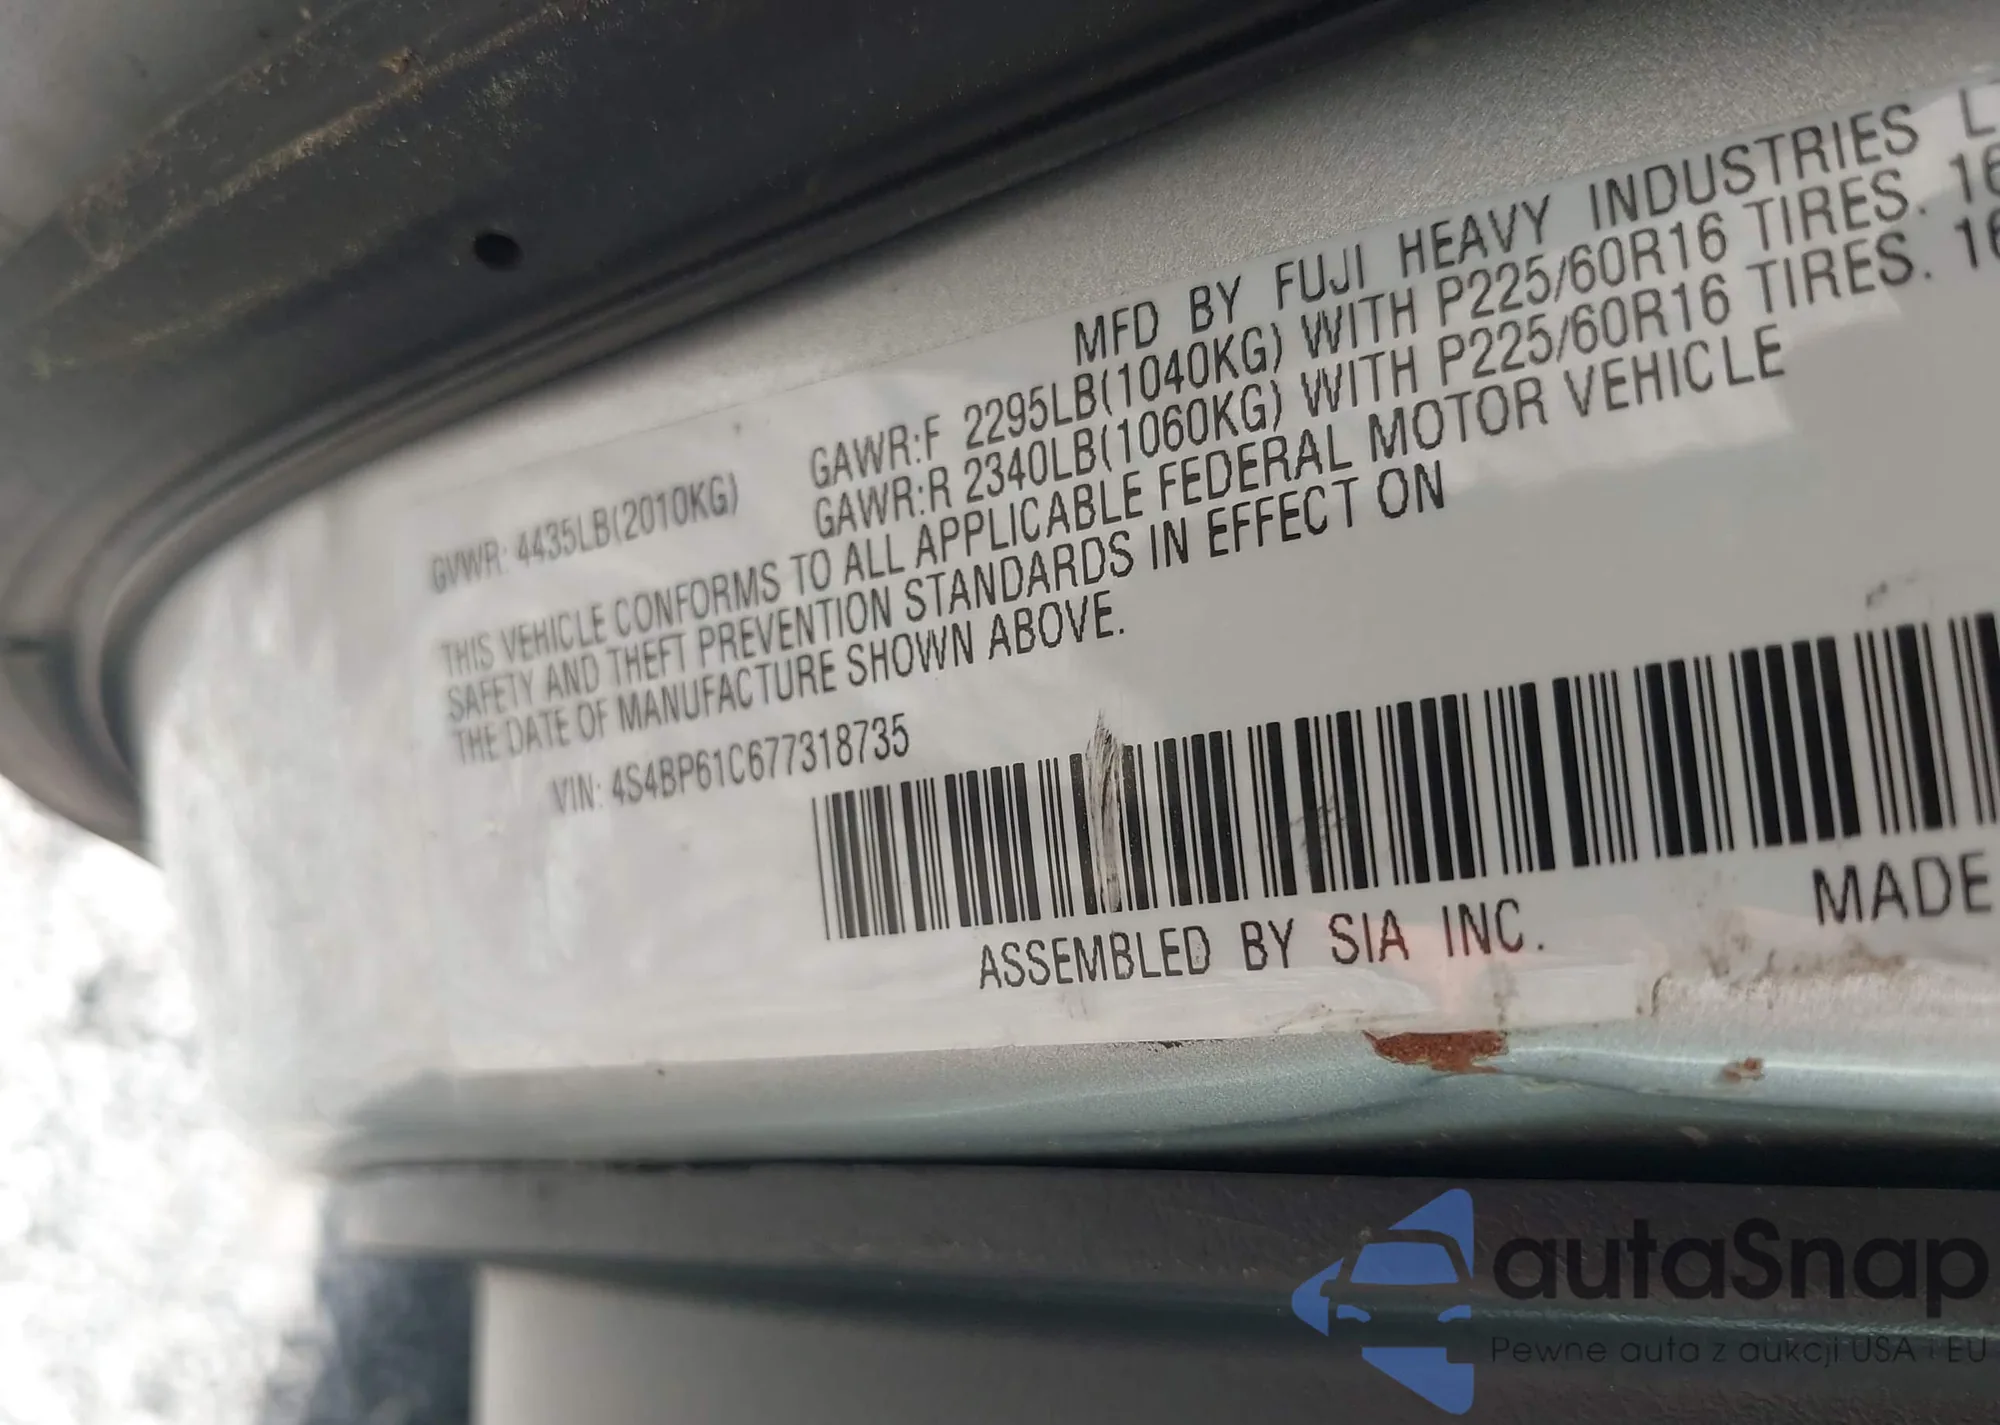 MFD BY FUJI HEAVY INDUSTRIES
GVWR: 4435LB(2010KG) GAWR:F 2295LB(1040KG) WITH P225/60R16 TIRES. 16
GAWR:R 2340LB(1060KG) WITH P225/60R16 TIRES. 16
THIS VEHICLE CONFORMS TO ALL APPLICABLE FEDERAL MOTOR VEHICLE
SAFETY AND THEFT PREVENTION STANDARDS IN EFFECT ON
THE DATE OF MANUFACTURE SHOWN ABOVE.
VIN: 4S4BP61C677318735
ASSEMBLED BY SIA INC.
MADE
autaSnap
Pewne auta z aukcji USA i EU